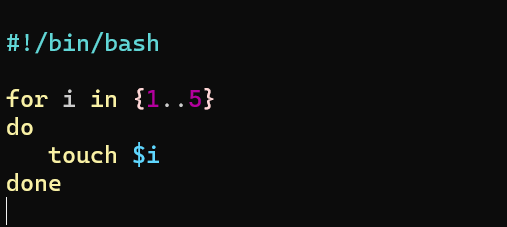 #!/bin/bash

for i in {1..5}
do
   touch $i
done